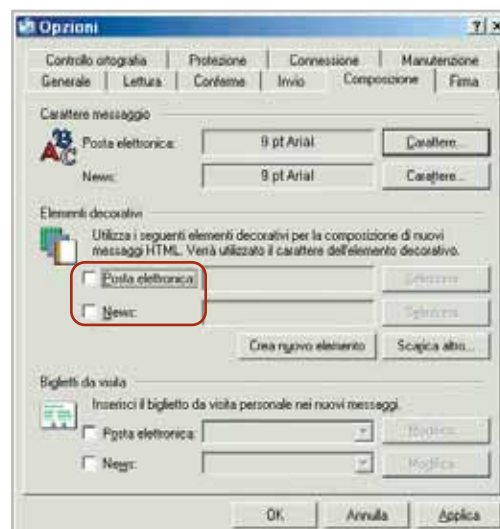 Opzioni
Controllo ortografia Protezione Connessione Manutenzione
Generale Lettura Conferme Invio Composizione Firma
Carattere messaggio
Posta elettronica: 9 pt Arial Carattere...
News: 9 pt Arial Carattere...
Elementi decorativi
Utilizza i seguenti elementi decorativi per la composizione di nuovi
messaggi HTML. Verrà utilizzato il carattere dell'elemento decorativo.
Posta elettronica: Seleziona
News: Seleziona
Crea nuovo elemento Scarica altro...
Biglietti da visita
Inserisci il biglietto da visita personale nei nuovi messaggi.
Posta elettronica: Modifica
News: Modifica
OK Annulla Applica